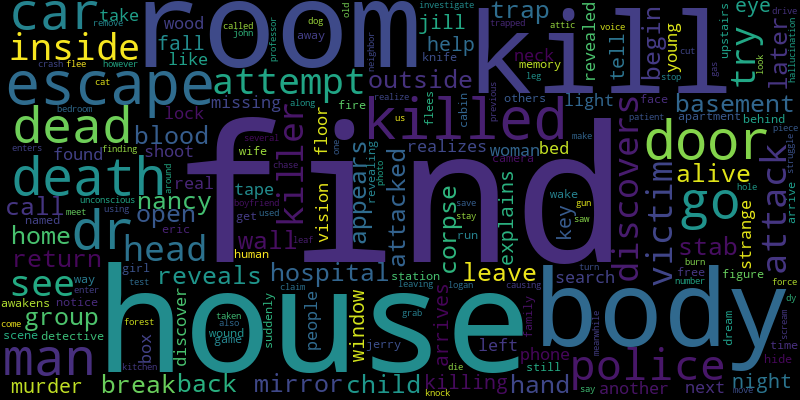 find
house
kill
room
body
killed
death
dead
door
escape
car
man
go
dr
police
see
head
inside
attempt
killer
discovers
attack
victim
try
trap
eye
jill
later
begin
young
revealed
tell
help
outside
neck
memory
like
fall
wood
take
called
john
dog
away
old
knife
attic
trapped
voice
us
stop
cut
gas
upstairs
look
drive
hallucination
investigate
neighbor
remove
crash
flee
however
cat
bedroom
professor
realize
leg
previous
missing
fire
along
flees
cabin
others
light
face
patient
apartment
behind
make
piece
struggle
basement
lock
blood
shoot
finding
several
wife
floor
appears
attacked
realizes
woman
bed
camera
photo
revealing
chase
one
enters
found
real
tape
vision
nancy
call
open
get
used
boyfriend
corpse
explains
key
wake
gun
saw
save
stay
run
alive
hole
arrive
strange
stab
meet
unconscious
using
around
named
eric
wall
human
leaf
home
return
reveals
hospital
station
leaving
logan
causing
leave
search
free
burn
number
figure
force
dy
turn
way
enter
girl
test
claim
awakens
notice
come
forest
taken
also
group
discover
suddenly
people
window
arrives
grab
family
phone
left
still
meanwhile
dream
scream
time
hide
scene
detective
box
wound
game
jerry
die
kitchen
murder
break
back
mirror
child
killing
knock
hand
another
say
next
move
night